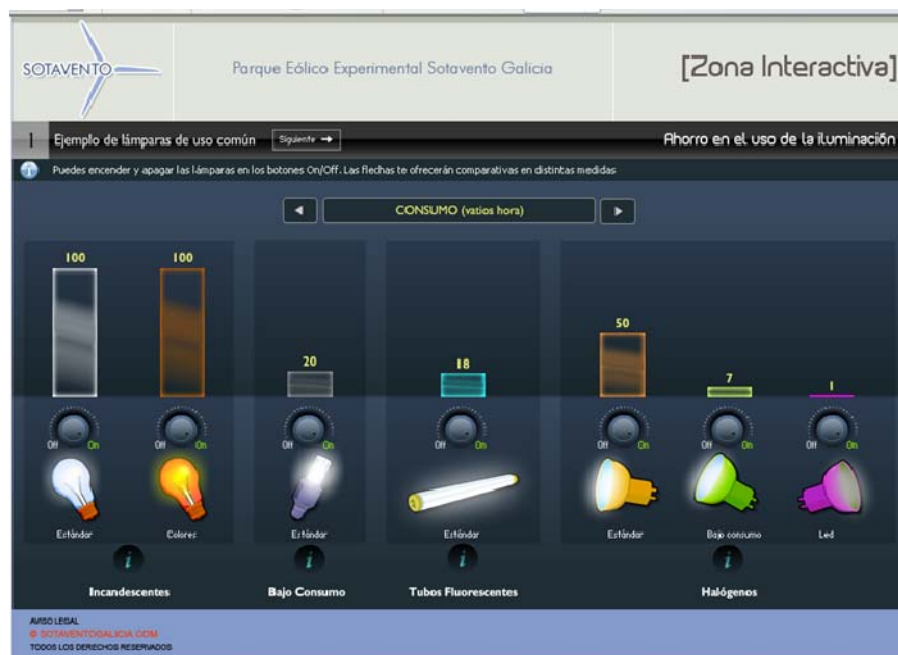 SOTAVENTO
Parque Eólico Experimental Sotavento Galicia
[Zona Interactiva]
1 Ejemplo de lámparas de uso común Siguiente → Ahorro en el uso de la iluminación
i Puedes encender y apagar las lámparas en los botones On/Off. Las flechas te ofrecerán comparativas en distintas medidas
CONSUMO (vatios hora)
100 100 20 18 50 7 1
Off On Off On Off On Off On Off On Off On Off On
Estándar Colores Estándar Estándar Estándar Bajo consumo Led
i i i i
Incandescentes Bajo Consumo Tubos Fluorescentes Halógenos
AVISO LEGAL
© SOTAVENTOGALICIA.COM
TODOS LOS DERECHOS RESERVADOS